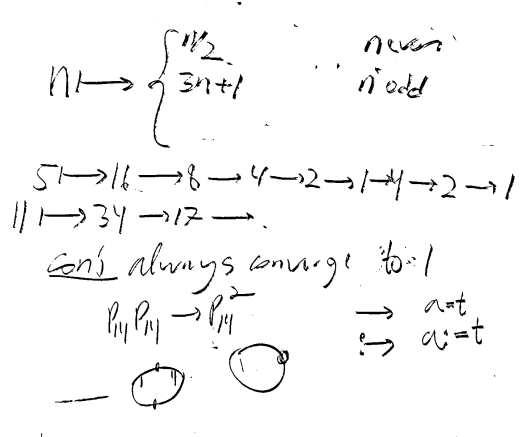 n ↦ { n/2 n even
3n+1 n odd
5 ↦ 16 → 8 → 4 → 2 → 1 → 4 → 2 → 1
11 ↦ 34 → 17 → .
conj always converge to 1
→ a=t
a:=t